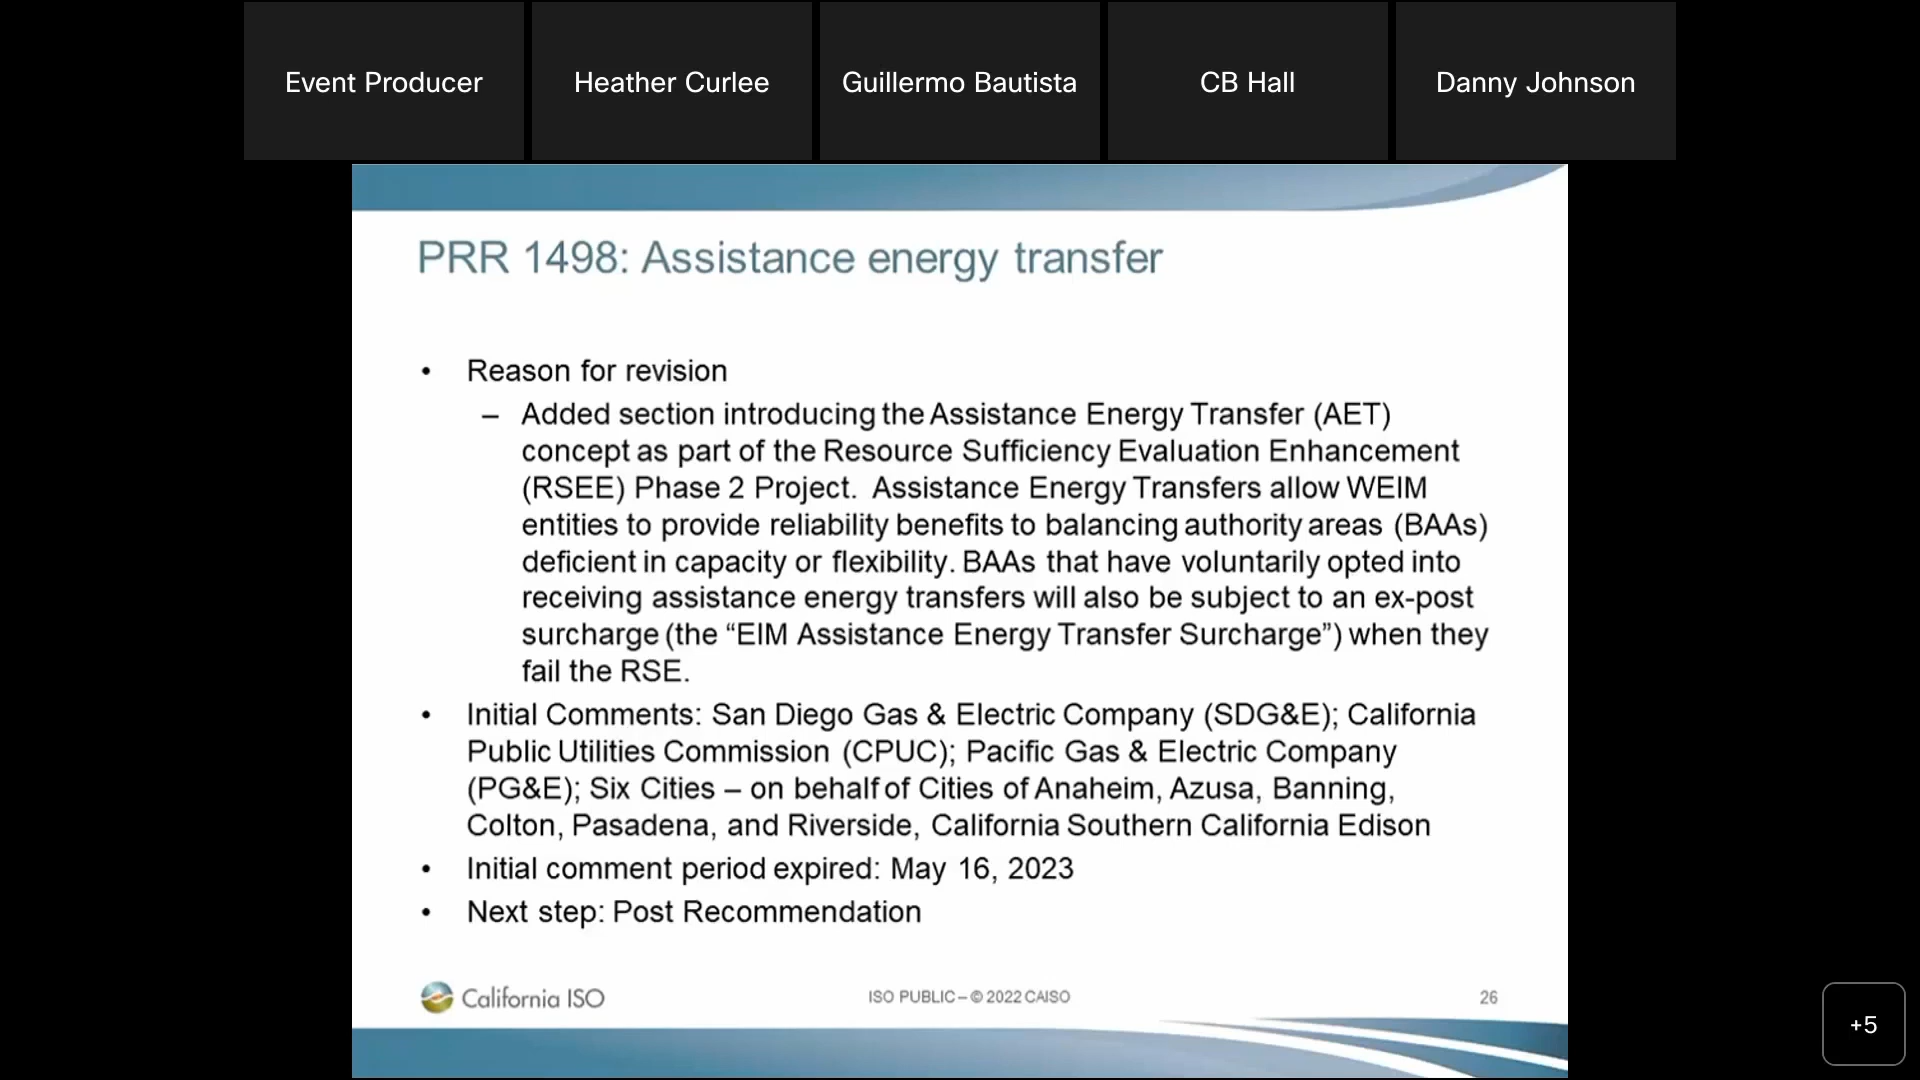 Event Producer
Heather Curlee
Guillermo Bautista
CB Hall
Danny Johnson
PRR 1498: Assistance energy transfer
• Reason for revision
– Added section introducing the Assistance Energy Transfer (AET)
concept as part of the Resource Sufficiency Evaluation Enhancement
(RSEE) Phase 2 Project. Assistance Energy Transfers allow WEIM
entities to provide reliability benefits to balancing authority areas (BAAs)
deficient in capacity or flexibility. BAAs that have voluntarily opted into
receiving assistance energy transfers will also be subject to an ex-post
surcharge (the “EIM Assistance Energy Transfer Surcharge”) when they
fail the RSE.
• Initial Comments: San Diego Gas & Electric Company (SDG&E); California
Public Utilities Commission (CPUC); Pacific Gas & Electric Company
(PG&E); Six Cities – on behalf of Cities of Anaheim, Azusa, Banning,
Colton, Pasadena, and Riverside, California Southern California Edison
• Initial comment period expired: May 16, 2023
• Next step: Post Recommendation
California ISO
ISO PUBLIC – © 2022 CAISO
26
+5